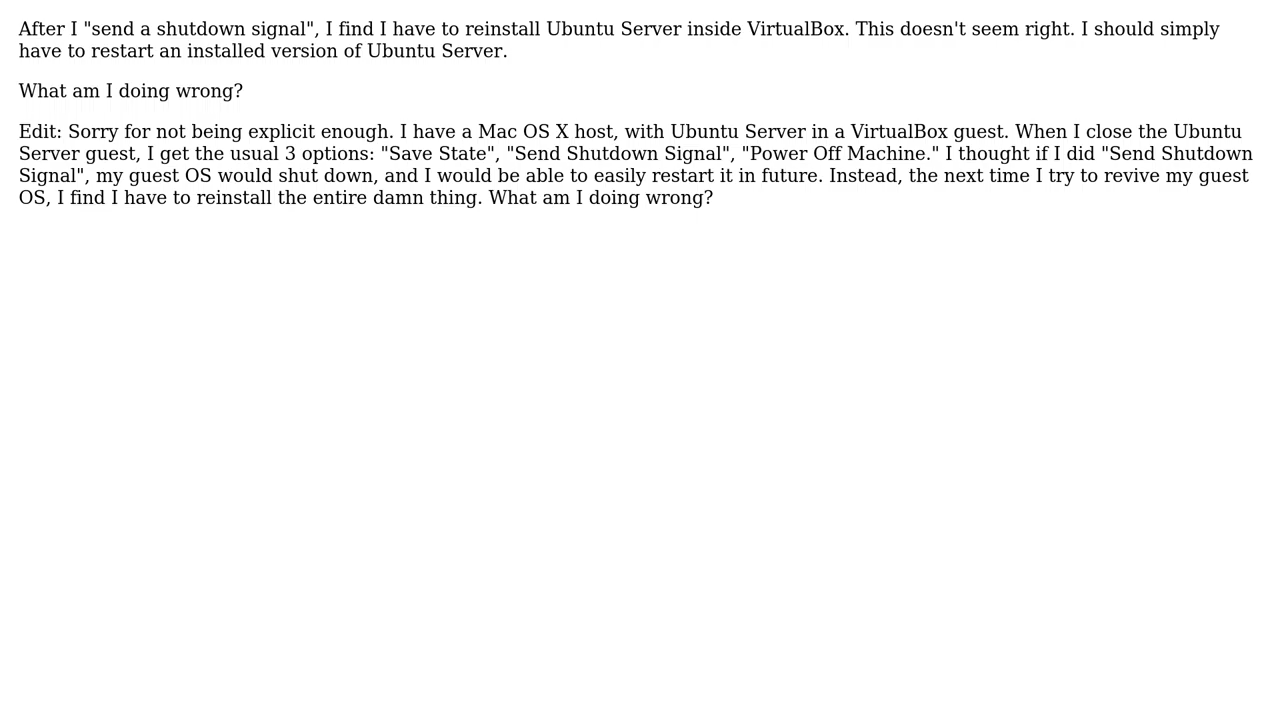 After I "send a shutdown signal", I find I have to reinstall Ubuntu Server inside VirtualBox. This doesn't seem right. I should simply
have to restart an installed version of Ubuntu Server.
What am I doing wrong?
Edit: Sorry for not being explicit enough. I have a Mac OS X host, with Ubuntu Server in a VirtualBox guest. When I close the Ubuntu
Server guest, I get the usual 3 options: "Save State", "Send Shutdown Signal", "Power Off Machine." I thought if I did "Send Shutdown
Signal", my guest OS would shut down, and I would be able to easily restart it in future. Instead, the next time I try to revive my guest
OS, I find I have to reinstall the entire damn thing. What am I doing wrong?